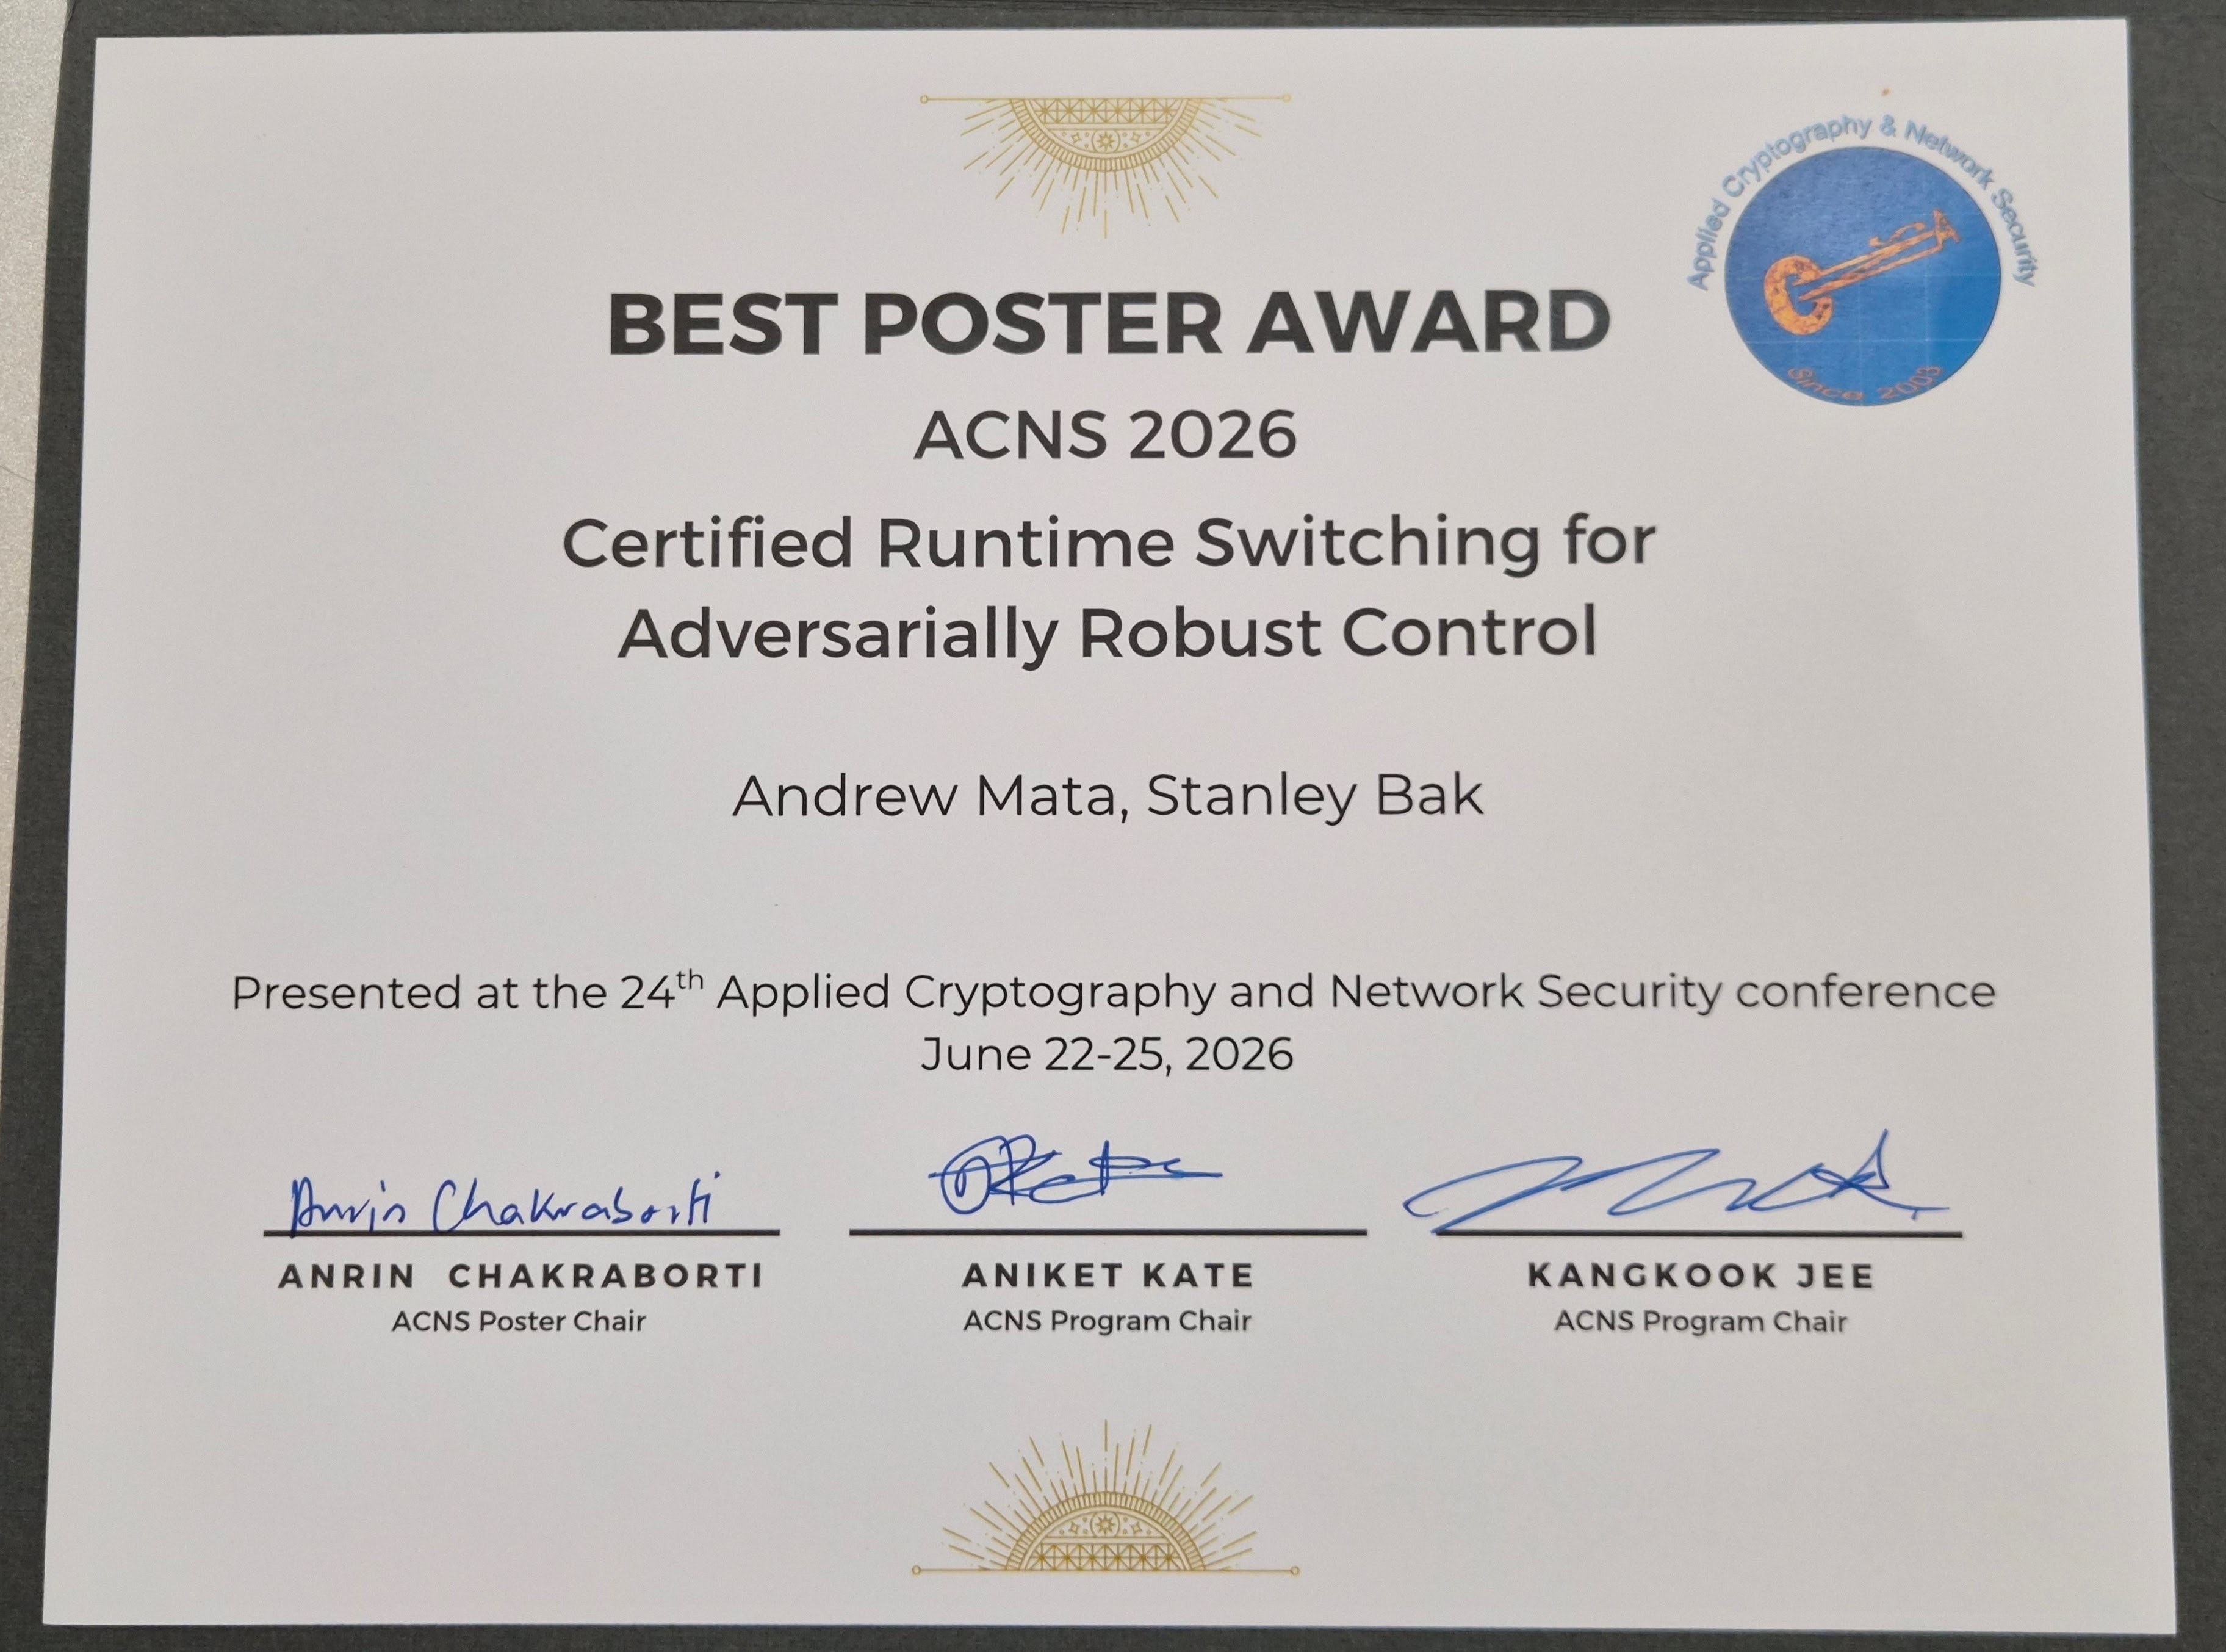 Applied Cryptography & Network Security
Since 2003
BEST POSTER AWARD
ACNS 2026
Certified Runtime Switching for
Adversarially Robust Control
Andrew Mata, Stanley Bak
Presented at the 24th Applied Cryptography and Network Security conference
June 22-25, 2026
Anrin Chakraborti
ANRIN CHAKRABORTI
ACNS Poster Chair
ANIKET KATE
ACNS Program Chair
KANGKOOK JEE
ACNS Program Chair